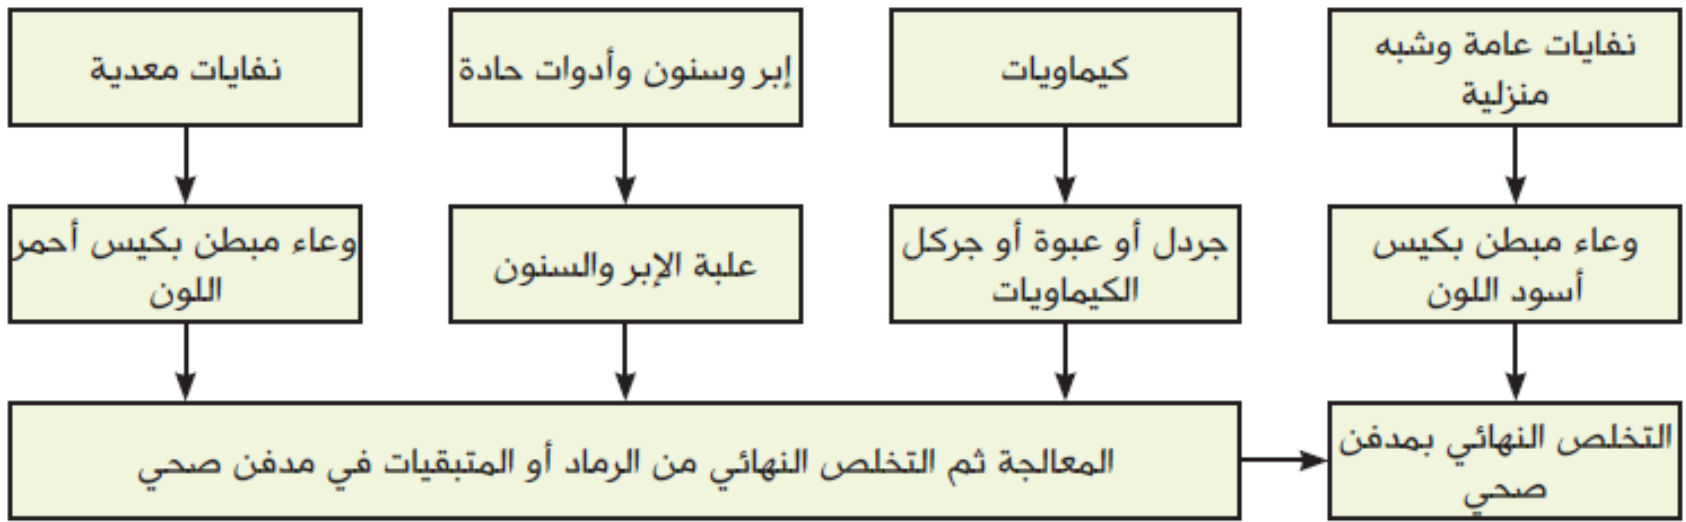 نفايات عامة وشبه
منزلية
كيماويات
إبر وسنون وأدوات حادة
نفايات معدية
وعاء مبطن بكيس
أسود اللون
جردل أو عبوة أو جركل
الكيماويات
علبة الإبر والسنون
وعاء مبطن بكيس أحمر
اللون
التخلص النهائي بمدفن
صحي
المعالجة ثم التخلص النهائي من الرماد أو المتبقيات في مدفن صحي